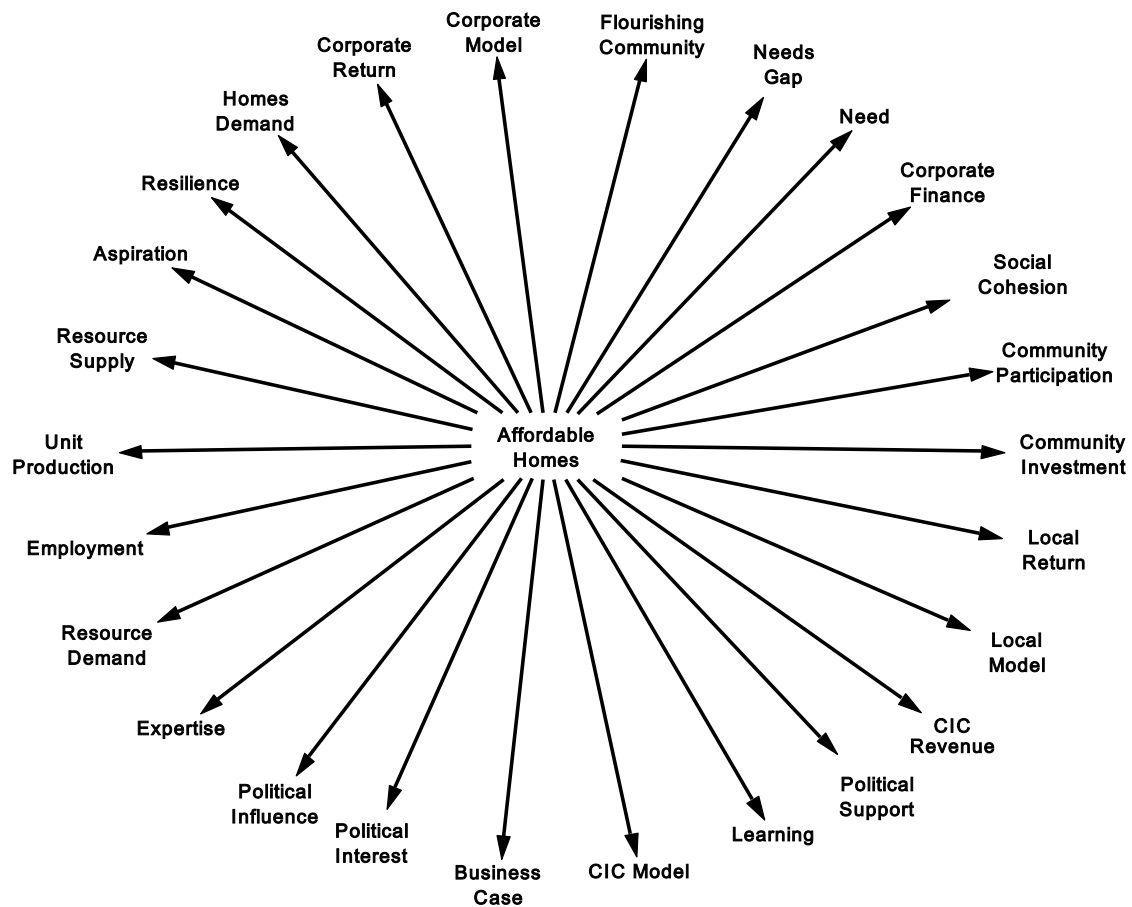 Corporate
Model
Flourishing
Community
Needs
Gap
Need
Corporate
Finance
Social
Cohesion
Community
Participation
Community
Investment
Local
Return
Local
Model
CIC
Revenue
Political
Support
Learning
CIC Model
Business
Case
Political
Interest
Political
Influence
Expertise
Resource
Demand
Employment
Unit
Production
Resource
Supply
Aspiration
Resilience
Homes
Demand
Corporate
Return
Affordable
Homes